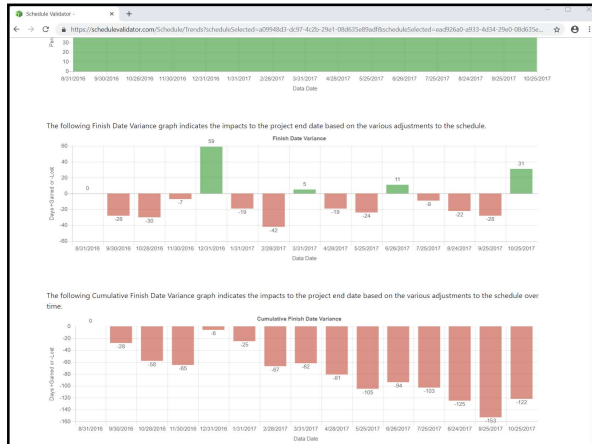 Schedule Validator -
https://schedulevalidator.com/Schedule/Trends?scheduleSelected=a09948d3-dc97-4c2b-29e1-08d635e89adf&scheduleSelected=ead926a0-a933-4d34-29e0-08d635e...
30
20
10
0
8/31/2016 9/30/2016 10/28/2016 11/30/2016 12/31/2016 1/31/2017 2/28/2017 3/31/2017 4/28/2017 5/25/2017 6/26/2017 7/25/2017 8/24/2017 9/25/2017 10/25/2017
Data Date
The following Finish Date Variance graph indicates the impacts to the project end date based on the various adjustments to the schedule.
Finish Date Variance
Days +Gained or -Lost
60
40
20
0
-20
-40
-60
0 -28 -30 -7 59 -19 -42 5 -19 -24 11 -22 -28 31
8/31/2016 9/30/2016 10/28/2016 11/30/2016 12/31/2016 1/31/2017 2/28/2017 3/31/2017 4/28/2017 5/25/2017 6/26/2017 7/25/2017 8/24/2017 9/25/2017 10/25/2017
Data Date
The following Cumulative Finish Date Variance graph indicates the impacts to the project end date based on the various adjustments to the schedule over
time.
Cumulative Finish Date Variance
Days +Gained or -Lost
0
-20
-40
-60
-80
-100
-120
-140
-160
0 -28 -58 -65 -6 -25 -67 -62 -81 -105 -94 -103 -125 -153 -122
8/31/2016 9/30/2016 10/28/2016 11/30/2016 12/31/2016 1/31/2017 2/28/2017 3/31/2017 4/28/2017 5/25/2017 6/26/2017 7/25/2017 8/24/2017 9/25/2017 10/25/2017
Data Date